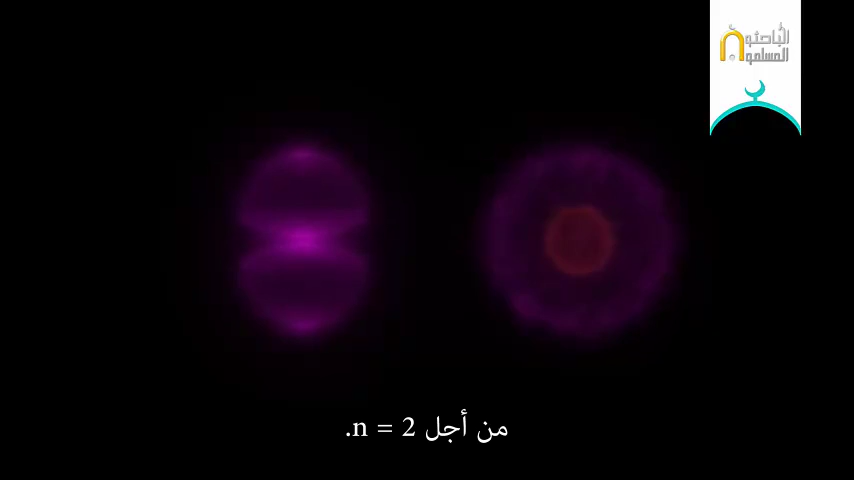 الباحثون
المسلمون
من أجل n = 2.